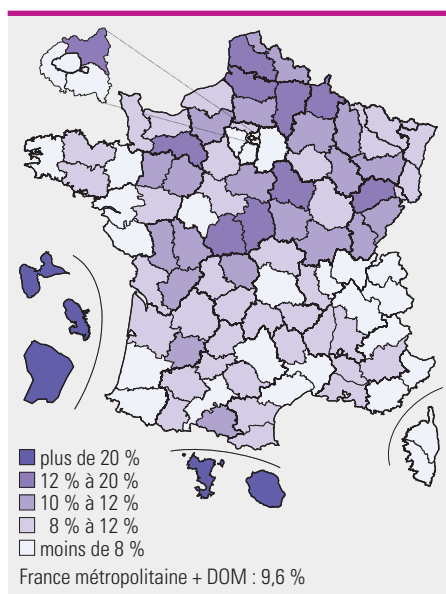 plus de 20 %
12 % à 20 %
10 % à 12 %
8 % à 12 %
moins de 8 %
France métropolitaine + DOM : 9,6 %